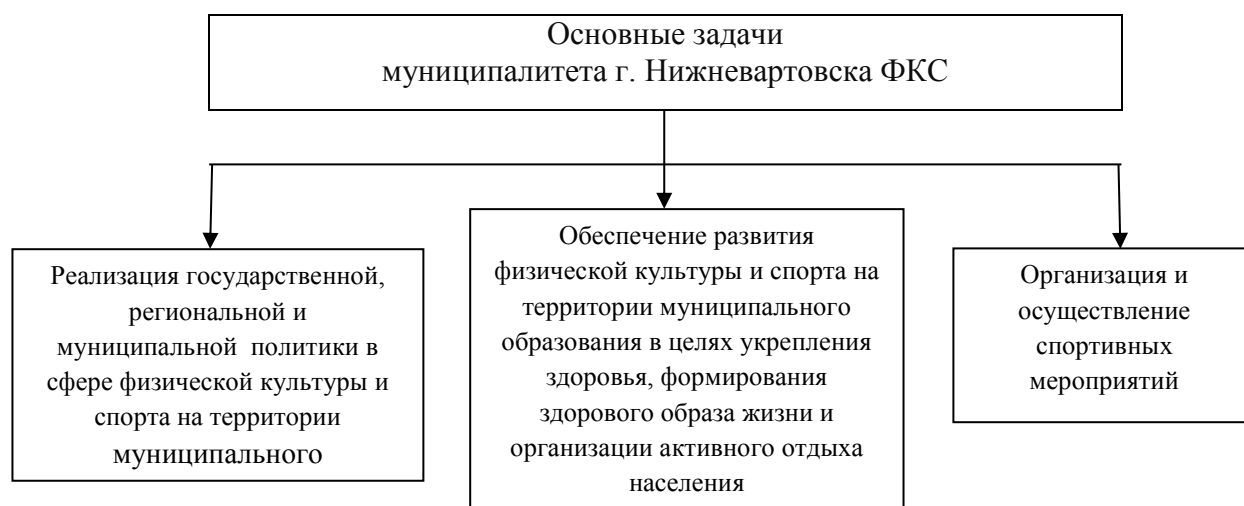 Основные задачи
муниципалитета г. Нижневартовска ФКС
Реализация государственной,
региональной и
муниципальной политики в
сфере физической культуры и
спорта на территории
муниципального
Обеспечение развития
физической культуры и спорта на
территории муниципального
образования в целях укрепления
здоровья, формирования
здорового образа жизни и
организации активного отдыха
населения
Организация и
осуществление
спортивных
мероприятий